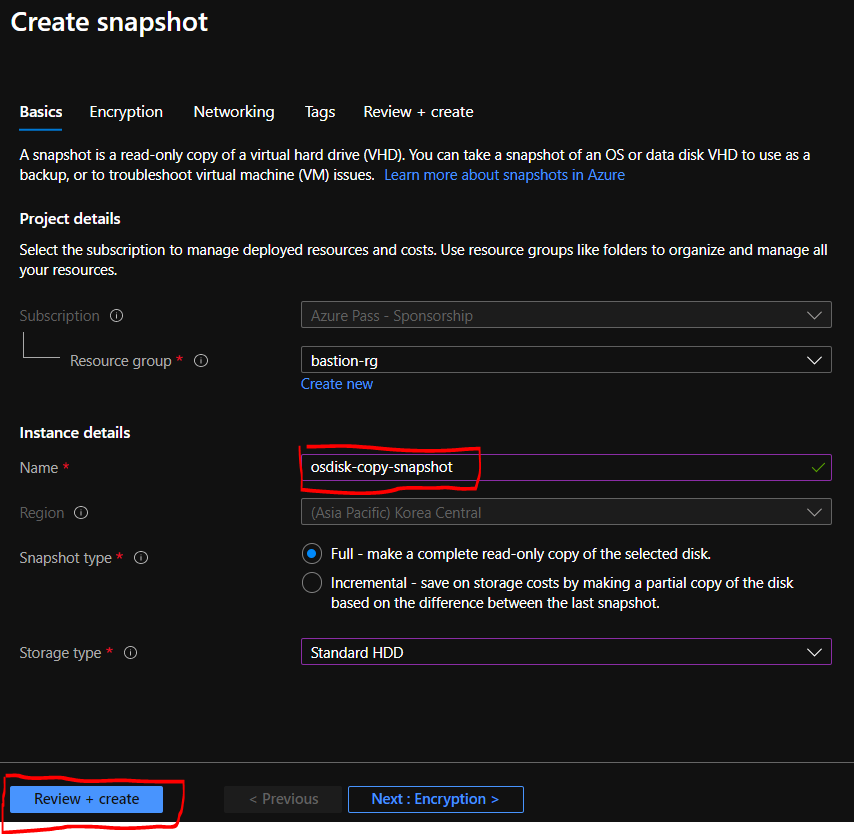 Create snapshot
Basics Encryption Networking Tags Review + create
A snapshot is a read-only copy of a virtual hard drive (VHD). You can take a snapshot of an OS or data disk VHD to use as a
backup, or to troubleshoot virtual machine (VM) issues. Learn more about snapshots in Azure
Project details
Select the subscription to manage deployed resources and costs. Use resource groups like folders to organize and manage all
your resources.
Subscription Azure Pass - Sponsorship
Resource group * bastion-rg
Create new
Instance details
Name * osdisk-copy-snapshot
Region (Asia Pacific) Korea Central
Snapshot type * Full - make a complete read-only copy of the selected disk.
Incremental - save on storage costs by making a partial copy of the disk
based on the difference between the last snapshot.
Storage type * Standard HDD
Review + create < Previous Next : Encryption >